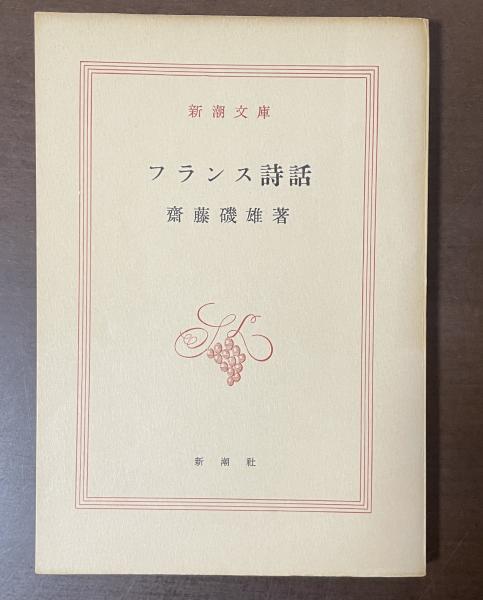 新潮文庫
フランス詩話
齋藤磯雄著
新潮社